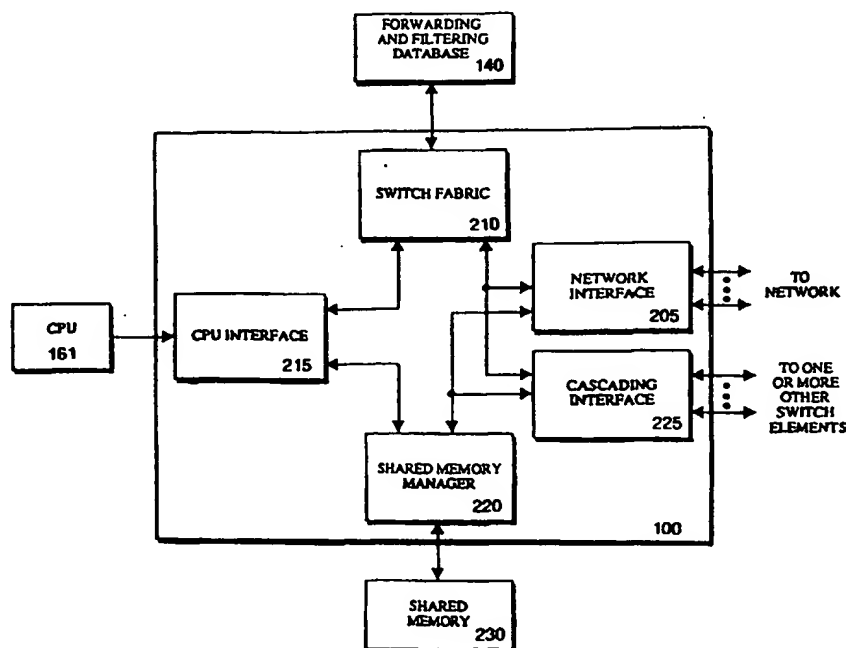 FORWARDING
AND FILTERING
DATABASE
140
SWITCH FABRIC
210
NETWORK
INTERFACE
205
TO
NETWORK
CPU
161
CPU INTERFACE
215
CASCADING
INTERFACE
225
TO ONE
OR MORE
OTHER
SWITCH
ELEMENTS
SHARED MEMORY
MANAGER
220
100
SHARED
MEMORY
230